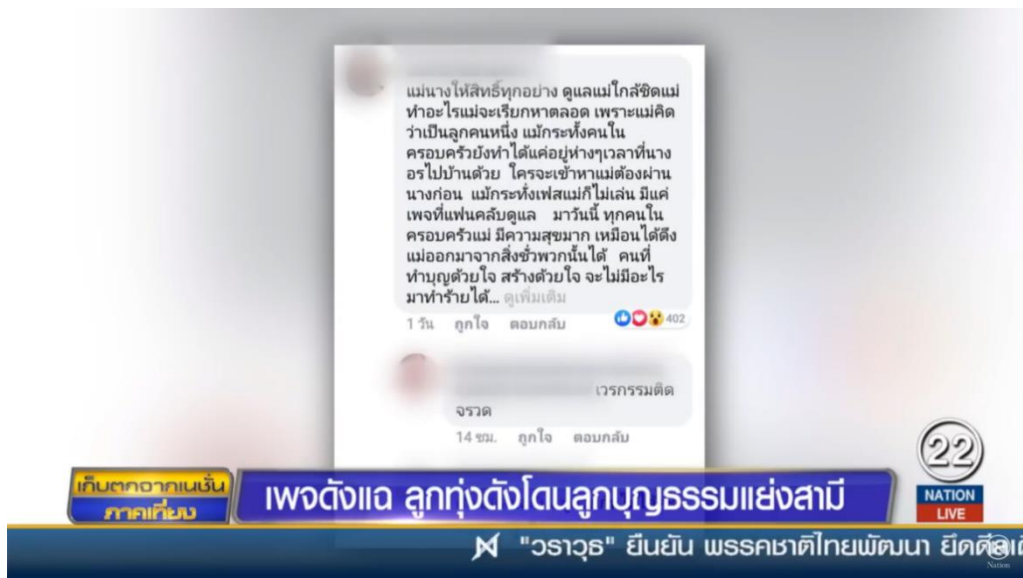 แม่นางให้สิทธิ์ทุกอย่าง ดูแลแม่ใกล้ชิดแม่
ทำอะไรแม่จะเรียกหาตลอด เพราะแม่คิด
ว่าเป็นลูกคนหนึ่ง แม้กระทั้งคนใน
ครอบครัวยังทำได้แค่อยู่ห่างๆเวลาที่นาง
อรไปบ้านด้วย ใครจะเข้าหาแม่ต้องผ่าน
นางก่อน แม้กระทั่งเฟสแม่ก็ไม่เล่น มีแค่
เพจที่แฟนคลับดูแล มาวันนี้ ทุกคนใน
ครอบครัวแม่ มีความสุขมาก เหมือนได้ดึง
แม่ออกมาจากสิ่งชั่วพวกนั้นได้ คนที่
ทำบุญด้วยใจ สร้างด้วยใจ จะไม่มีอะไร
มาทำร้ายได้... ดูเพิ่มเติม
1 วัน ถูกใจ ตอบกลับ 402
เวรกรรมติด
จรวด
14 ชม. ถูกใจ ตอบกลับ
22
NATION
LIVE
เก็บตกจากเนชั่น
ภาคเที่ยง
เพจดังแฉ ลูกทุ่งดังโดนลูกบุญธรรมแย่งสามี
"วราวุธ" ยืนยัน พรรคชาติไทยพัฒนา
Nation